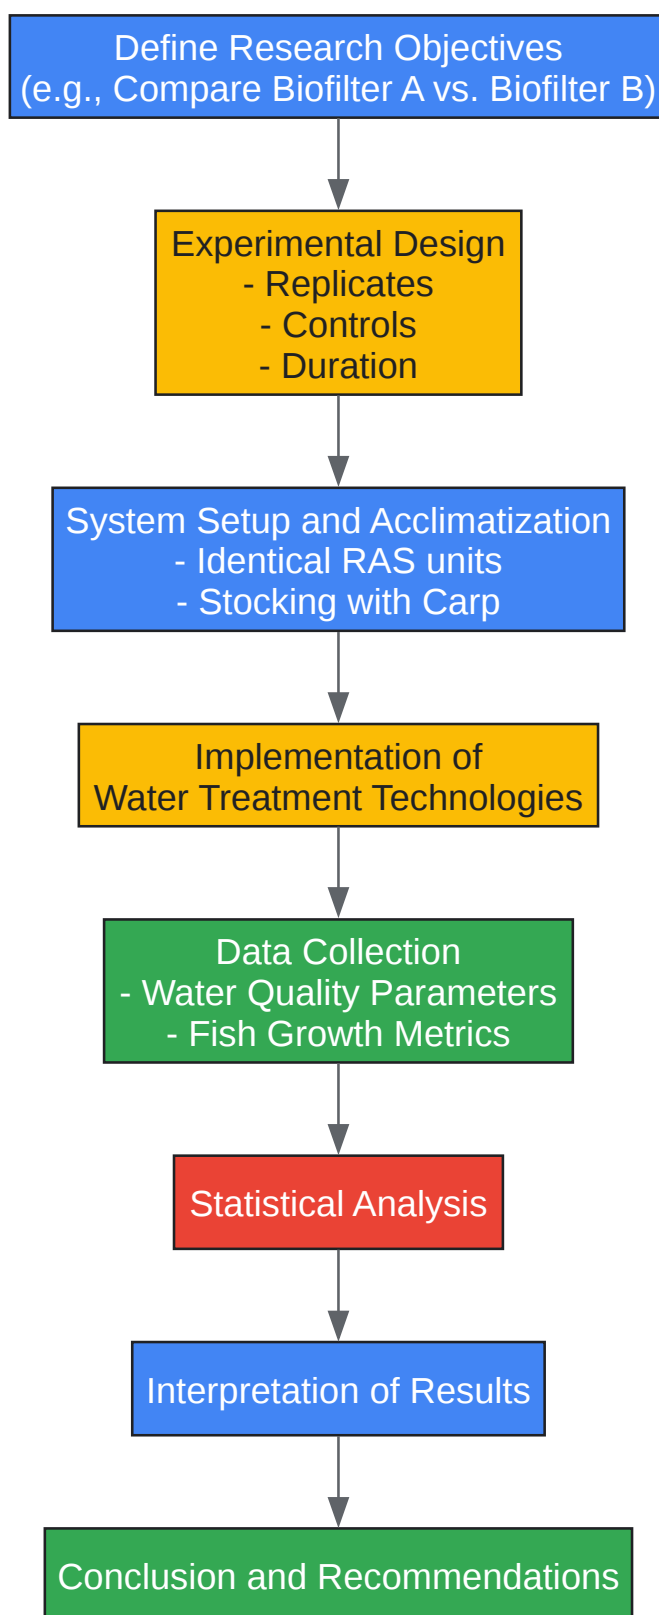 Define Research Objectives
(e.g., Compare Biofilter A vs. Biofilter B)
Experimental Design
- Replicates
- Controls
- Duration
System Setup and Acclimatization
- Identical RAS units
- Stocking with Carp
Implementation of
Water Treatment Technologies
Data Collection
- Water Quality Parameters
- Fish Growth Metrics
Statistical Analysis
Interpretation of Results
Conclusion and Recommendations